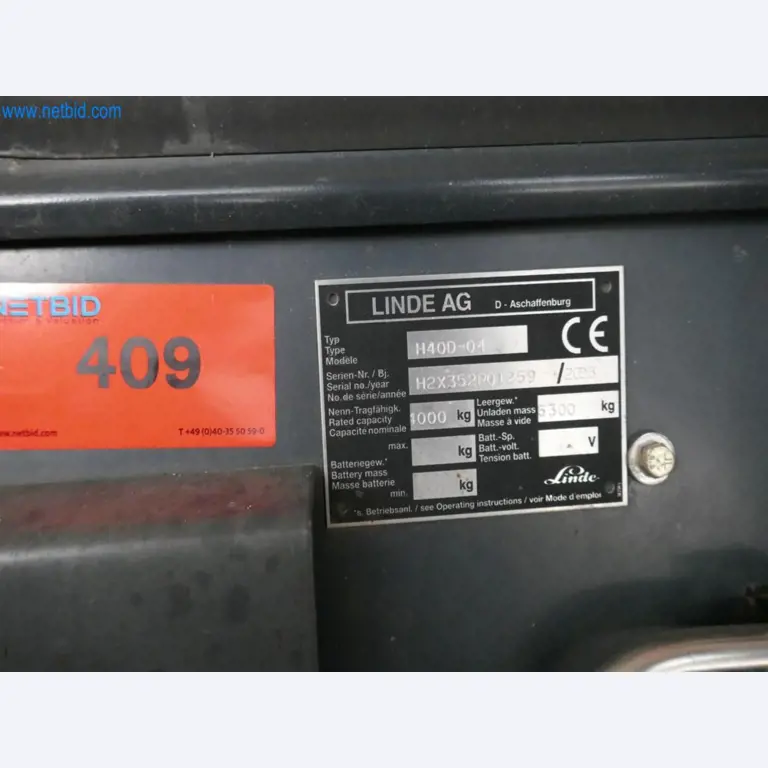 www.netbid.com
NETBID
409
www.netbid.com
T +49 (0)40-35 50 59-0
LINDE AG D - Aschaffenburg
Typ
Type
Modèle
H40D-04
CE
Serien-Nr. / Bj.
Serial no./year
No. de série/année
/
Nenn-Tragfähigk.
Rated capacity
Capacité nominale
4000 kg
Leergew.*
Unladen mass
Masse à vide
kg
max. kg
Batt.-Sp.
Batt.-volt.
Tension batt.
V
Batteriegew.*
Battery mass
Masse batterie
min. kg
Linde
*s. Betriebsanl. / see Operating instructions / voir Mode d'emploi